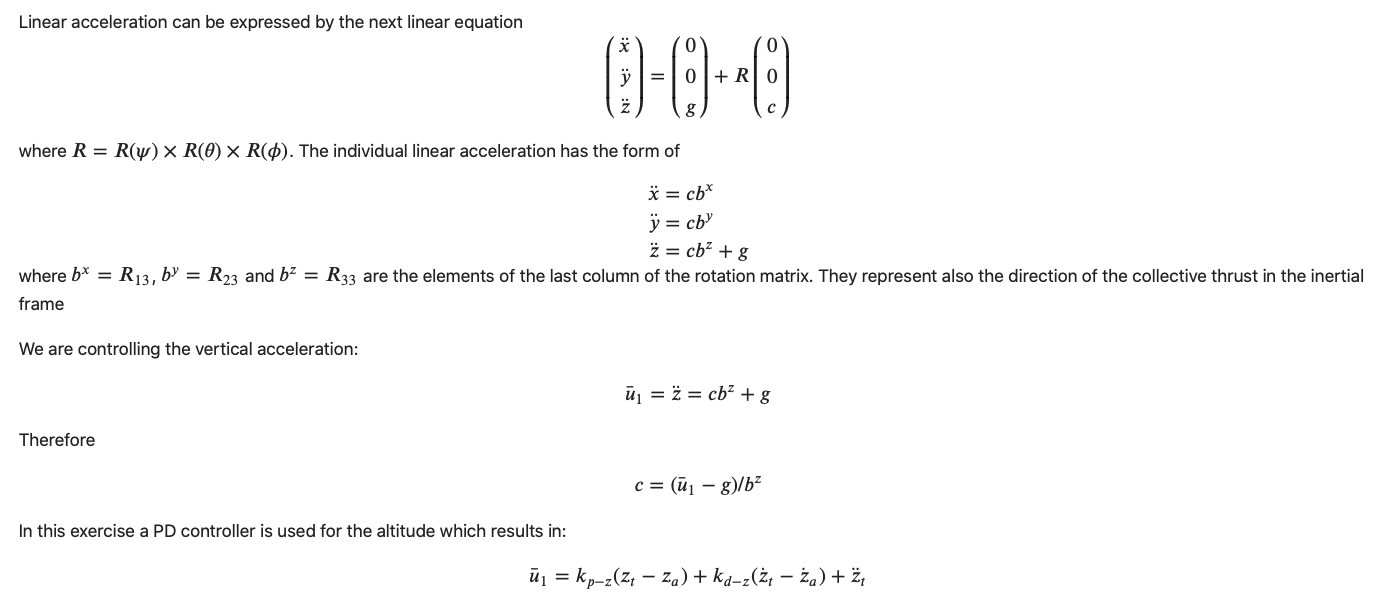 Linear acceleration can be expressed by the next linear equation
$$\begin{pmatrix} \ddot{x} \\ \ddot{y} \\ \ddot{z} \end{pmatrix} = \begin{pmatrix} 0 \\ 0 \\ g \end{pmatrix} + R \begin{pmatrix} 0 \\ 0 \\ c \end{pmatrix}$$
where $R = R(\psi) \times R(\theta) \times R(\phi)$. The individual linear acceleration has the form of
$$\ddot{x} = cb^x$$
$$\ddot{y} = cb^y$$
$$\ddot{z} = cb^z + g$$
where $b^x = R_{13}$, $b^y = R_{23}$ and $b^z = R_{33}$ are the elements of the last column of the rotation matrix. They represent also the direction of the collective thrust in the inertial
frame
We are controlling the vertical acceleration:
$$\bar{u}_1 = \ddot{z} = cb^z + g$$
Therefore
$$c = (\bar{u}_1 - g)/b^z$$
In this exercise a PD controller is used for the altitude which results in:
$$\bar{u}_1 = k_{p-z}(z_t - z_a) + k_{d-z}(\dot{z}_t - \dot{z}_a) + \ddot{z}_t$$